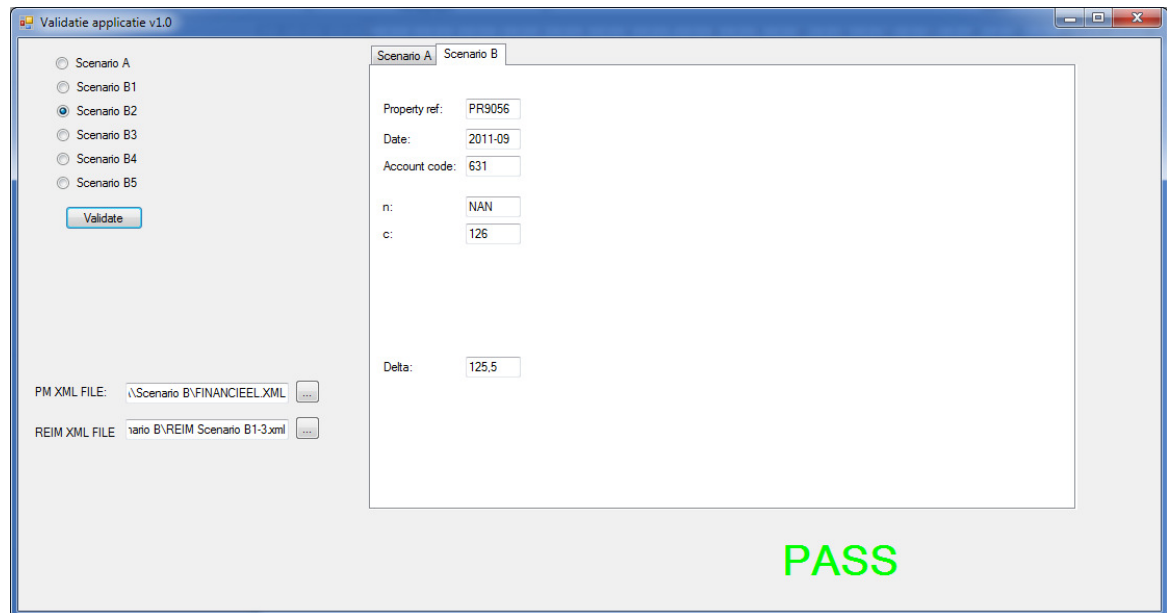 Validatie applicatie v1.0
Scenario A
Scenario B1
Scenario B2
Scenario B3
Scenario B4
Scenario B5
Validate
PM XML FILE: .\Scenario B\FINANCIEEL.XML ...
REIM XML FILE nario B\REIM Scenario B1-3.xml ...
Scenario A Scenario B
Property ref: PR9056
Date: 2011-09
Account code: 631
n: NAN
c: 126
Delta: 125,5
PASS